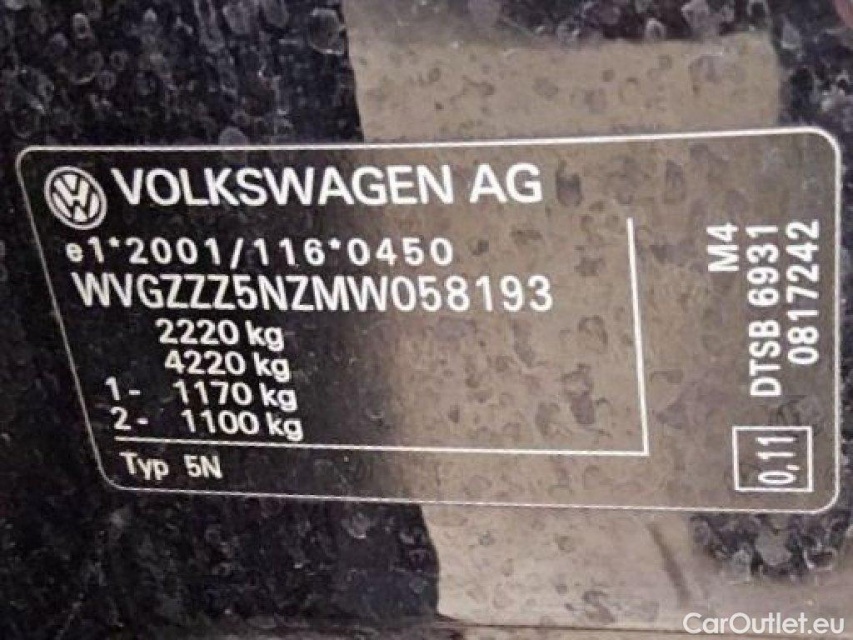 VOLKSWAGEN AG
e1*2001/116*0450
WVGZZZ5NZMW058193
2220 kg
4220 kg
1- 1170 kg
2- 1100 kg
Typ 5N
M4
DTSB 6931
0817242
0,11
CarOutlet.eu